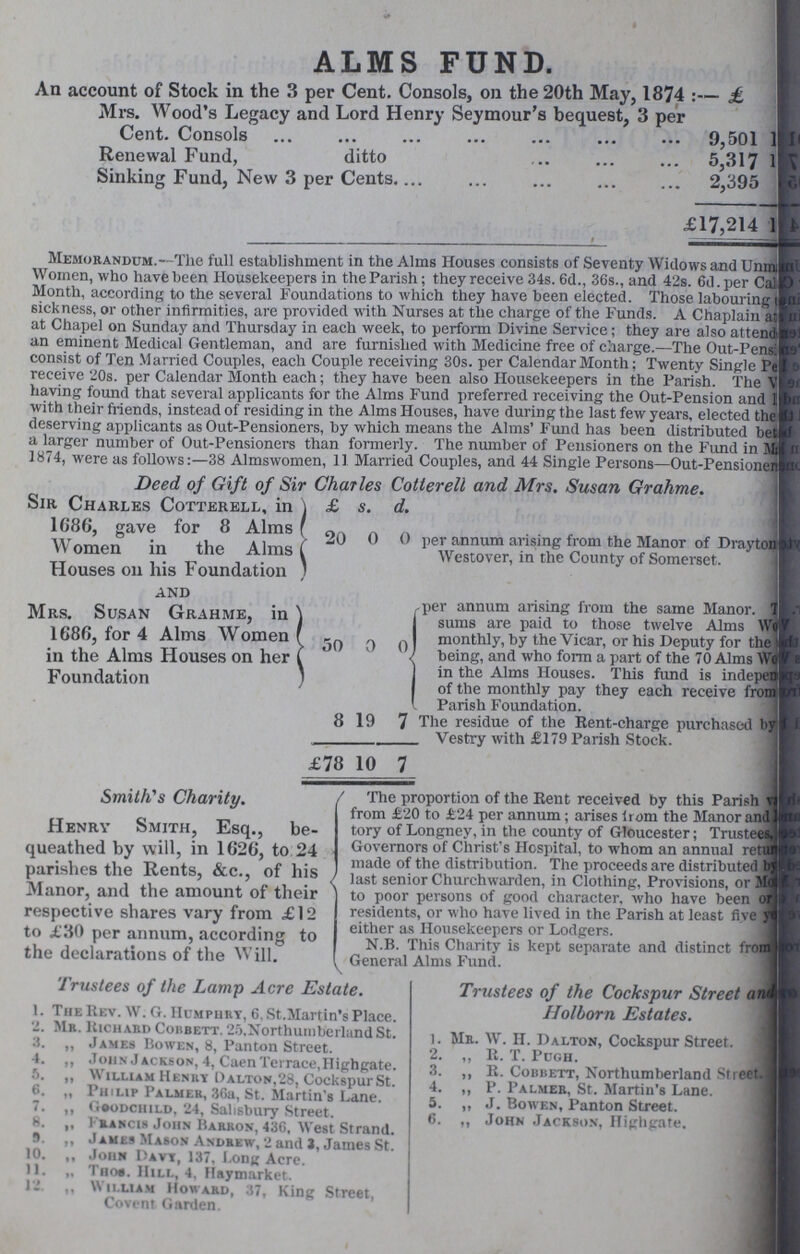 ALMS FUND.
An account of Stock in the 3 per Cent. Consols, on the 20th May, 1874 :— £
Mrs. Wood's Legacy and Lord Henry Seymour's bequest, 3 per
Cent. Consols ... ... ... ... ... ... ... 9,501 1
Renewal Fund, ditto ... ... ... 5,317 1
Sinking Fund, New 3 per Cents. ... ... ... ... 2,395
£17,214 1
MEMORANDUM.—The full establishment in the Alms Houses consists of Seventy Widows and
Women, who have been Housekeepers in the Parish; they receive 34s. 6d., 36s., and 42s. 6d. per
Month, according to the several Foundations to which they have been elected. Those labouring
sickness, or other infirmities, are provided with Nurses at the charge of the Funds. A Chaplain
at Chapel on Sunday and Thursday in each week, to perform Divine Service; they are also
an eminent Medical Gentleman, and are furnished with Medicine free of charge.—The
consist of Ten Married Couples, each Couple receiving 30s. per Calendar Month; Twenty Single
receive 20s. per Calendar Month each; they have been also Housekeepers in the Parish. The
having found that several applicants for the Alms Fund preferred receiving the Out-Pension and
with their friends, instead of residing in the Alms Houses, have during the last few years, elected
deserving applicants as Out-Pensioners, by which means the Alms' Fund has been distributed
a larger number of Out-Pensioners than formerly. The number of Pensioners on the Fund in
1874, were as follows:—38 Almswomen, 11 Married Couples, and 44 Single Persons—
Deed of Gift of Sir Charles Cotterell and Mrs. Susan Grahme.
SIR CHARLES COTTERELL, in £ s. d.
1686, gave for 8 Alms
Women in the Alms 20 0 0 per annum arising from the Manor of Drayton
Houses on his Foundation Westover, in the County of Somerset.
AND
MRS. SUSAN GRAHME, in per annum arising from the same Manor.
1686, for 4 Alms Women sums are paid to those twelve Alms
in the Alms Houses on her 50 0 0 monthly, by the Vicar, or his Deputy for the
Foundation being, and who form a part of the 70 Alms
in the Alms Houses. This fund is
of the monthly pay they each receive from
Parish Foundation.
8 19 7 The residue of the Rent-charge purchased by
Vestry with £179 Parish Stock.
£78 10 7
Smith's Charity.
HENRY SMITH, Esq., be-
queathed by will, in 1626, to 24
parishes the Rents, &c., of his
Manor, and the amount of their
respective shares vary from £12
to £30 per annum, according to
the declarations of the Will.
The proportion of the Rent received by this Parish
from £20 to £24 per annum; arises from the Manor and
tory of Longney, in the county of Gloucester; Trustees,
Governors of Christ's Hospital, to whom an annual
made of the distribution. The proceeds are distributed
last senior Churchwarden, in Clothing, Provisions, or
to poor persons of good character, who have been or
residents, or who have lived in the Parish at least five
either as Housekeepers or Lodgers.
N.B. This Charity is kept separate and distinct from
General Alms Fund.
Trustees of the Lamp Acre Estate.
1. THE REV. W. G. HUMPHRY, 6, St.Martin's Place.
2. MR. RICHARD COBBETT, 25,Northumberland St.
3. ,, JAMES BOWEN, 8, Panton Street.
4. ,, JOHN JACKSON, 4, Caen Terrace,Highgate.
5. ,, WILLIAM HENRY DALTON,28, Cockspur St.
6. ,, PHILIP PALMER, 36a, St. Martin's Lane.
7. ,, GOODCHILD, 24, Salisbury Street.
8. ,, FRANCIS JOHN BARRON, 436, West Strand.
9. ,, JAMES MASON ANDREW, 2 and 3, James St.
10. ,, JOHN DAVY, 137, Long Acre.
11. ,, THOS. HILL, 4, Haymarket.
12. ,, WILLIAM HOWARD, 37, King Street,
Covent Garden.
Trustees of the Cockspur Street and
Holborn Estates.
1. MR. W. H. DALTON, Cockspur Street.
2. ,, R. T. PUGH.
3. ,, R. COBBETT, Northumberland Street.
4. ,, P. PALMER, St. Martin's Lane.
5. ,, J. BOWEN, Panton Street.
6. ,, JOHN JACKSON, Highgate.